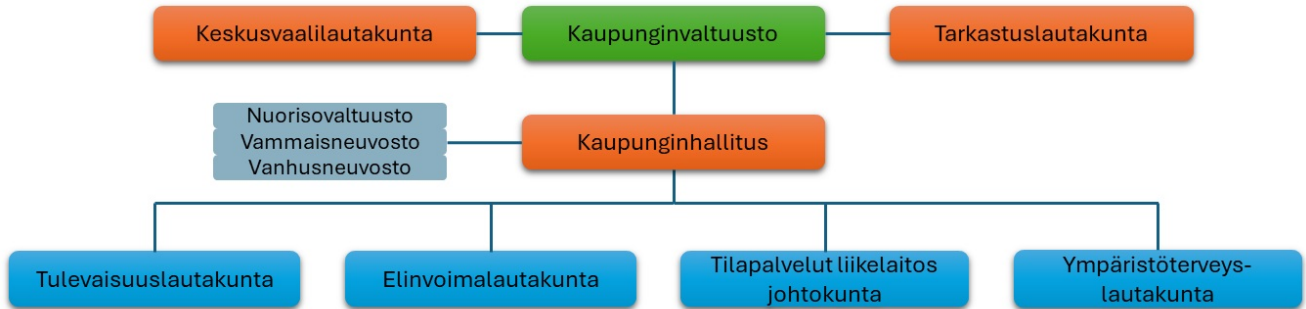 Keskusvaalilautakunta
Kaupunginvaltuusto
Tarkastuslautakunta
Nuorisovaltuusto
Vammaisneuvosto
Vanhusneuvosto
Kaupunginhallitus
Tulevaisuuslautakunta
Elinvoimalautakunta
Tilapalvelut liikelaitos
johtokunta
Ympäristöterveys-
lautakunta